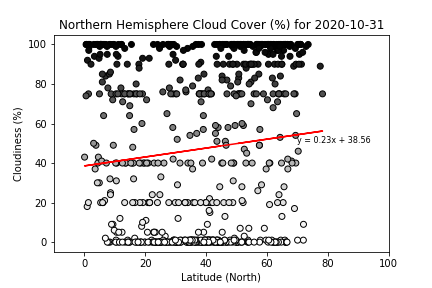 Northern Hemisphere Cloud Cover (%) for 2020-10-31
Cloudiness (%)
100
80
60
40
20
0
y = 0.23x + 38.56
0 20 40 60 80 100
Latitude (North)